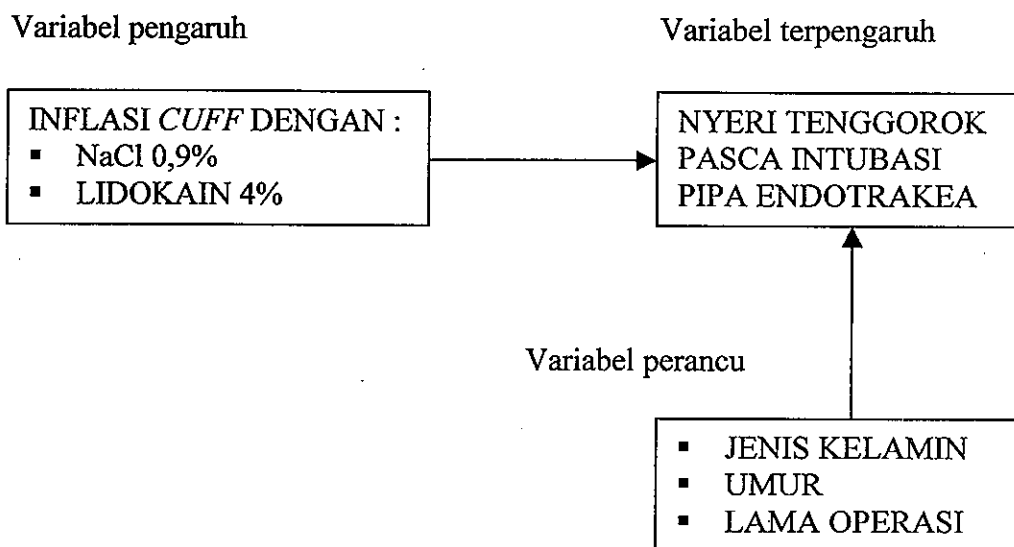 Variabel pengaruh
Variabel terpengaruh
INFLASI CUFF DENGAN :
▪ NaCl 0,9%
▪ LIDOKAIN 4%
NYERI TENGGOROK
PASCA INTUBASI
PIPA ENDOTRAKEA
Variabel perancu
▪ JENIS KELAMIN
▪ UMUR
▪ LAMA OPERASI